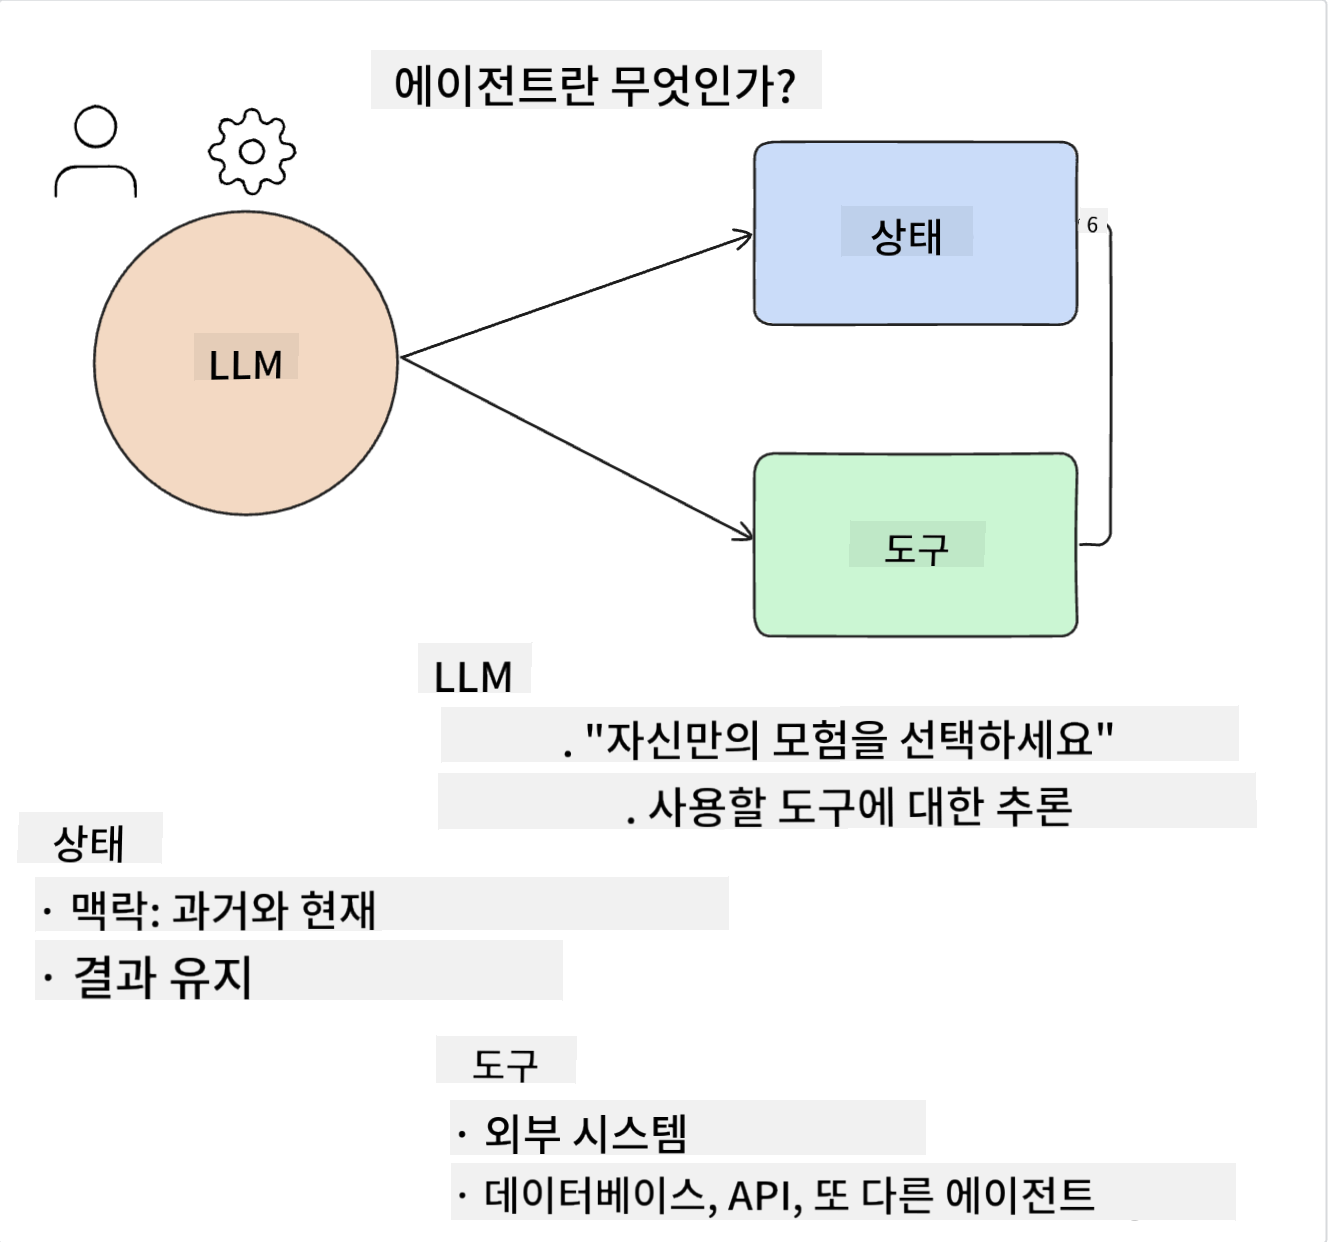 에이전트란 무엇인가?
상태
6
LLM
도구
LLM
. "자신만의 모험을 선택하세요"
. 사용할 도구에 대한 추론
상태
· 맥락: 과거와 현재
· 결과 유지
도구
· 외부 시스템
· 데이터베이스, API, 또 다른 에이전트